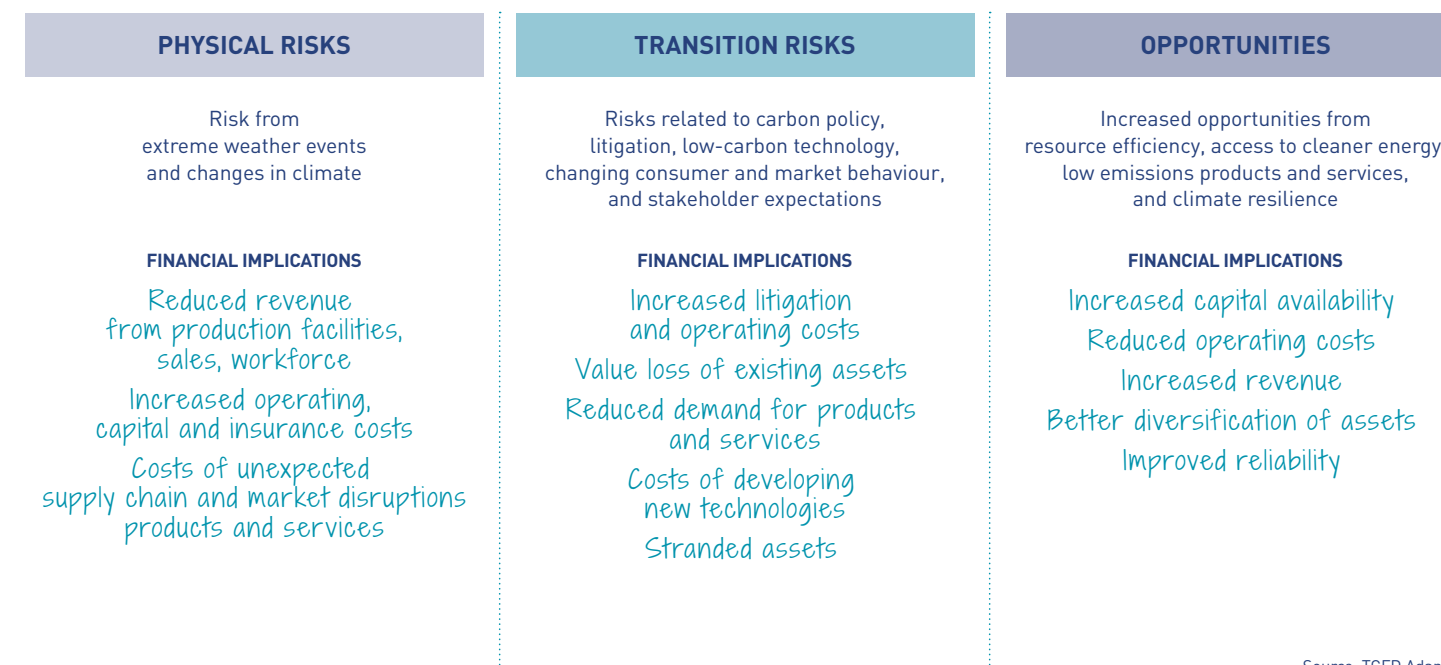 PHYSICAL RISKS
Risk from
extreme weather events
and changes in climate
FINANCIAL IMPLICATIONS
Reduced revenue
from production facilities,
sales, workforce
Increased operating,
capital and insurance costs
Costs of unexpected
supply chain and market disruptions
products and services
TRANSITION RISKS
Risks related to carbon policy,
litigation, low-carbon technology,
changing consumer and market behaviour,
and stakeholder expectations
FINANCIAL IMPLICATIONS
Increased litigation
and operating costs
Value loss of existing assets
Reduced demand for products
and services
Costs of developing
new technologies
Stranded assets
OPPORTUNITIES
Increased opportunities from
resource efficiency, access to cleaner energy
low emissions products and services,
and climate resilience
FINANCIAL IMPLICATIONS
Increased capital availability
Reduced operating costs
Increased revenue
Better diversification of assets
Improved reliability